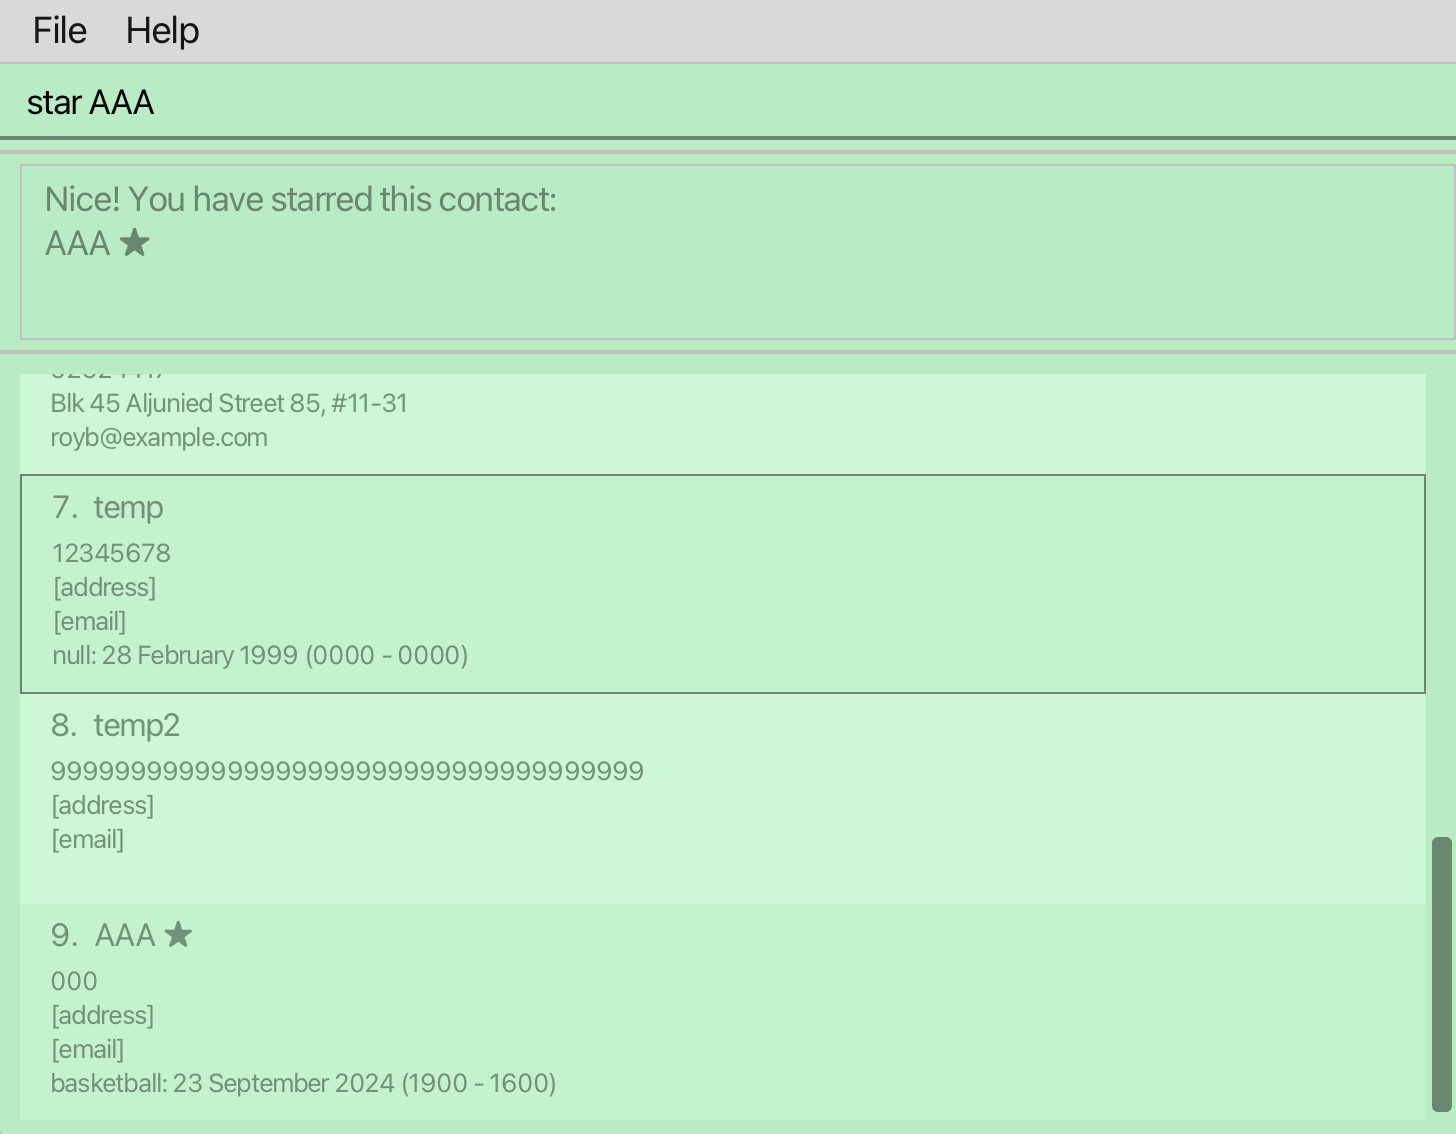 File Help
star AAA
Nice! You have starred this contact:
AAA ★
Blk 45 Aljunied Street 85, #11-31
royb@example.com
7. temp
12345678
[address]
[email]
null: 28 February 1999 (0000 - 0000)
8. temp2
9999999999999999999999999999999999999
[address]
[email]
9. AAA ★
000
[address]
[email]
basketball: 23 September 2024 (1900 - 1600)